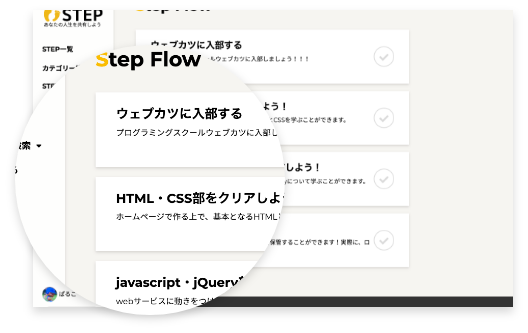 STEP
あなたの人生を共有しよう
STEP一覧
カテゴリー
STE
検索
Step Flow
ウェブカツに入部する
ルウェブカツに入部しましょう！！！
Step Flow
ウェブカツに入部する
プログラミングスクールウェブカツに入部し
よう！
CSSを学ぶことができます。
HTML・CSS部をクリアしよ
ホームページで作る上で、基本となるHTML
しよう！
について学ぶことができます。
javascript・jQuery
webサービスに動きをつけ
保管することができます！実際に、ロ
ぱるこ